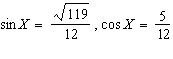 sin X = √119/12 , cos X = 5/12